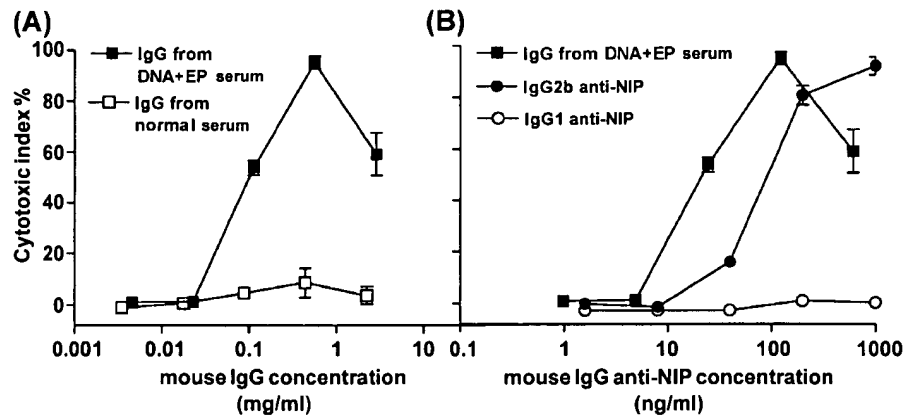 (A)
IgG from
DNA+EP serum
IgG from
normal serum
Cytotoxic index %
100
80
60
40
20
0
0.001
0.01
0.1
1
10
mouse IgG concentration
(mg/ml)
(B)
IgG from DNA+EP serum
IgG2b anti-NIP
IgG1 anti-NIP
0.1
1
10
100
1000
mouse IgG anti-NIP concentration
(ng/ml)